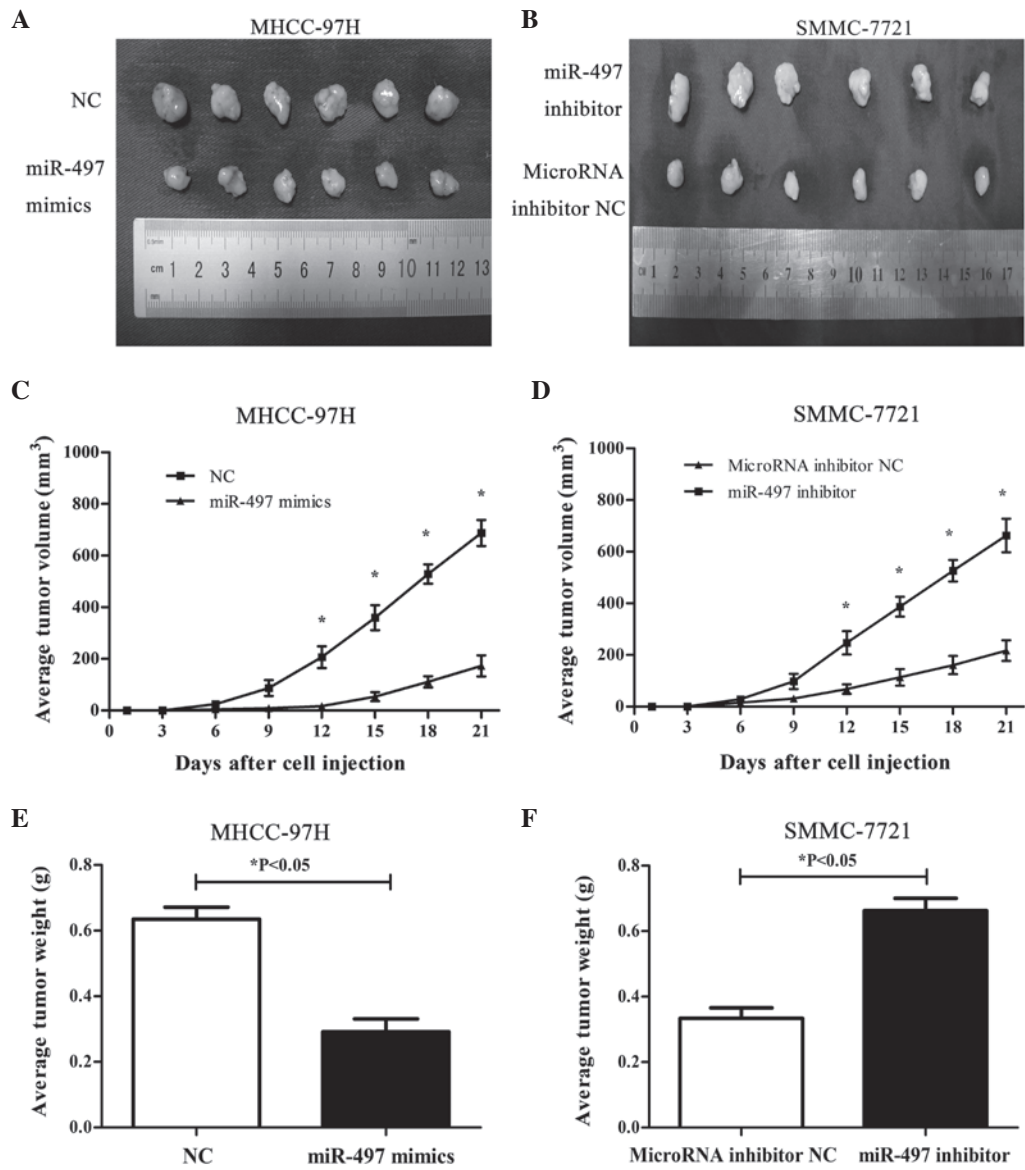 A
MHCC-97H
NC
miR-497
mimics
cm 1 2 3 4 5 6 7 8 9 10 11 12 13
B
SMMC-7721
miR-497
inhibitor
MicroRNA
inhibitor NC
1 2 3 4 5 6 7 8 9 10 11 12 13 14 15 16 17
C
MHCC-97H
Average tumor volume (mm³)
1000
800
600
400
200
0
NC
miR-497 mimics
*
*
*
*
0 3 6 9 12 15 18 21
Days after cell injection
D
SMMC-7721
Average tumor volume (mm³)
1000
800
600
400
200
0
MicroRNA inhibitor NC
miR-497 inhibitor
*
*
*
*
0 3 6 9 12 15 18 21
Days after cell injection
E
MHCC-97H
*P<0.05
Average tumor weight (g)
0.8
0.6
0.4
0.2
0.0
NC
miR-497 mimics
F
SMMC-7721
*P<0.05
Average tumor weight (g)
0.8
0.6
0.4
0.2
0.0
MicroRNA inhibitor NC
miR-497 inhibitor